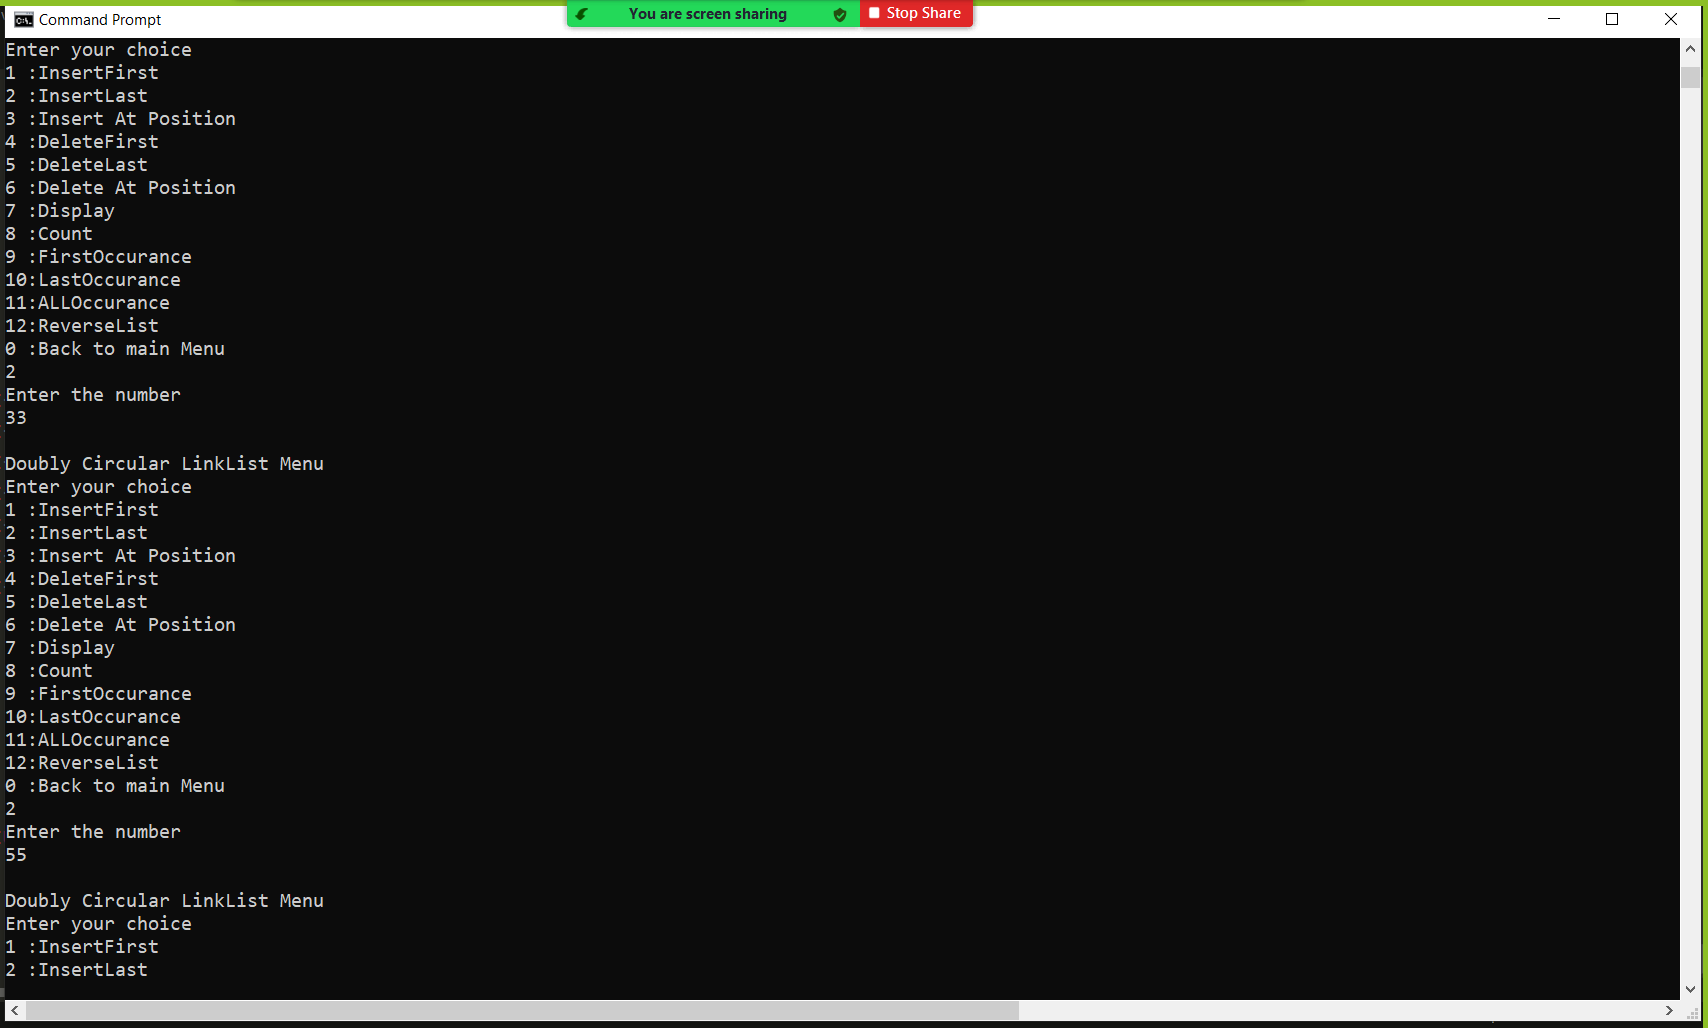 Command Prompt
You are screen sharing
Stop Share
Enter your choice
1 :InsertFirst
2 :InsertLast
3 :Insert At Position
4 :DeleteFirst
5 :DeleteLast
6 :Delete At Position
7 :Display
8 :Count
9 :FirstOccurance
10:LastOccurance
11:ALLOccurance
12:ReverseList
0 :Back to main Menu
2
Enter the number
33
Doubly Circular LinkList Menu
Enter your choice
1 :InsertFirst
2 :InsertLast
3 :Insert At Position
4 :DeleteFirst
5 :DeleteLast
6 :Delete At Position
7 :Display
8 :Count
9 :FirstOccurance
10:LastOccurance
11:ALLOccurance
12:ReverseList
0 :Back to main Menu
2
Enter the number
55
Doubly Circular LinkList Menu
Enter your choice
1 :InsertFirst
2 :InsertLast